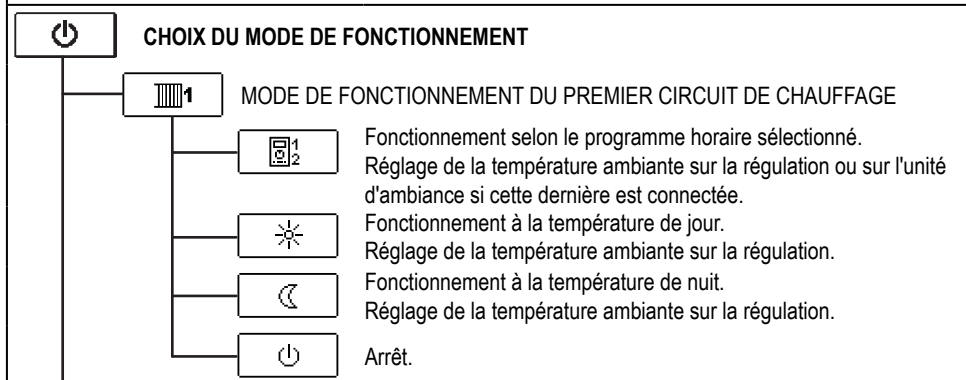 CHOIX DU MODE DE FONCTIONNEMENT
1 MODE DE FONCTIONNEMENT DU PREMIER CIRCUIT DE CHAUFFAGE
1
2
Fonctionnement selon le programme horaire sélectionné.
Réglage de la température ambiante sur la régulation ou sur l'unité
d'ambiance si cette dernière est connectée.
Fonctionnement à la température de jour.
Réglage de la température ambiante sur la régulation.
Fonctionnement à la température de nuit.
Réglage de la température ambiante sur la régulation.
Arrêt.